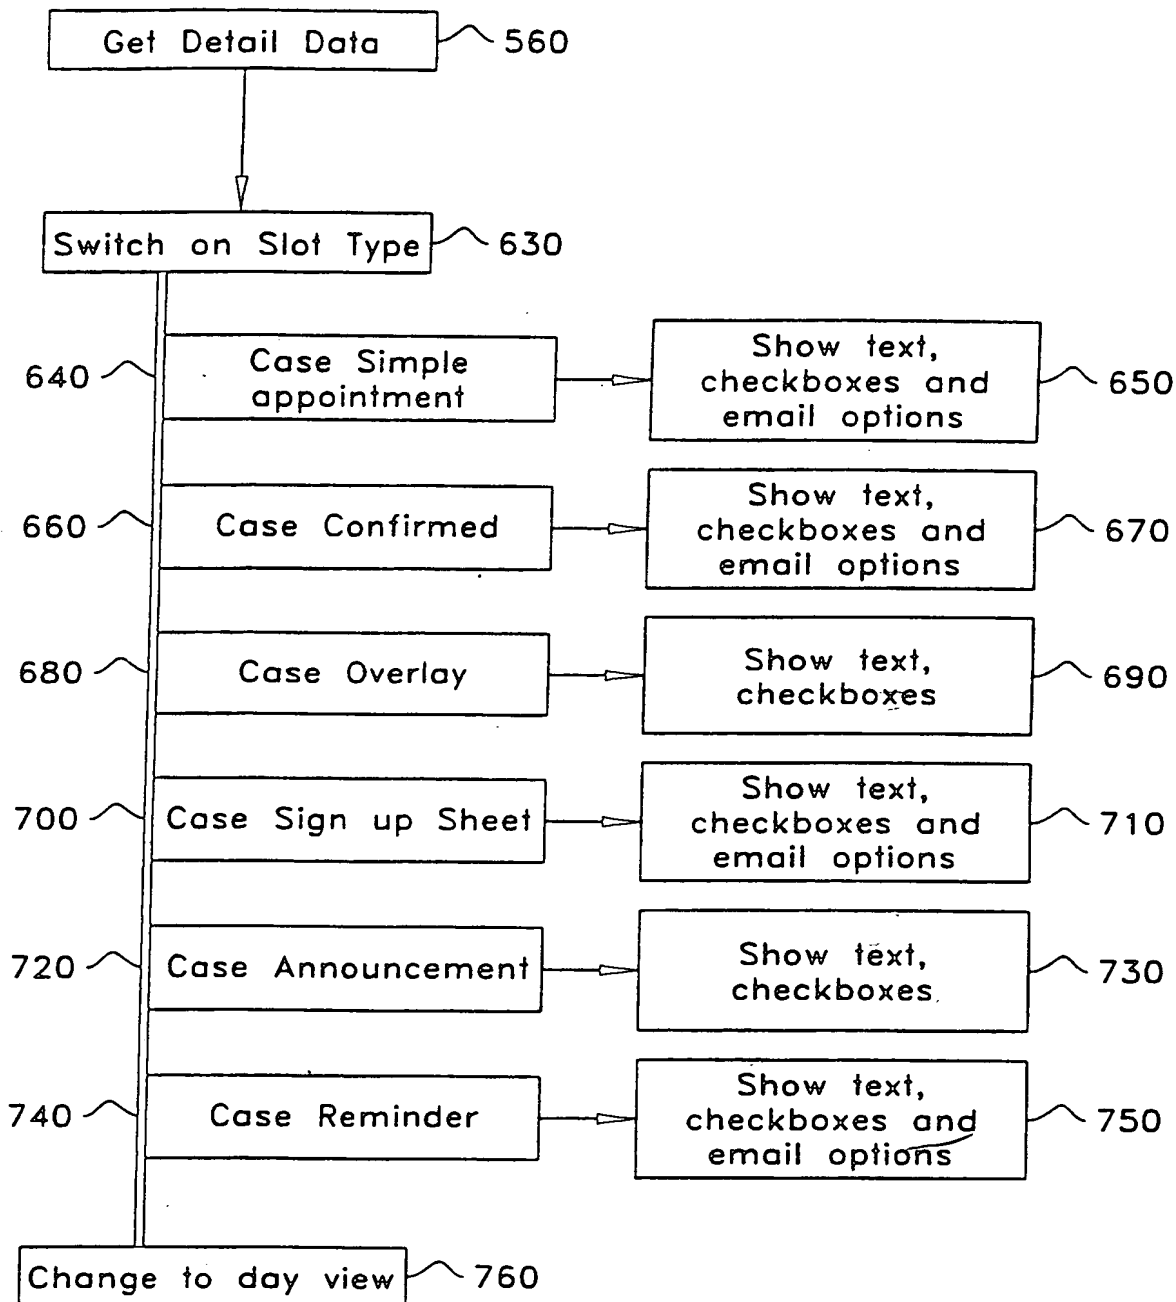 Get Detail Data 560
Switch on Slot Type 630
640 Case Simple
appointment
Show text,
checkboxes and
email options 650
660 Case Confirmed
Show text,
checkboxes and
email options 670
680 Case Overlay
Show text,
checkboxes 690
700 Case Sign up Sheet
Show text,
checkboxes and
email options 710
720 Case Announcement
Show text,
checkboxes 730
740 Case Reminder
Show text,
checkboxes and
email options 750
Change to day view 760